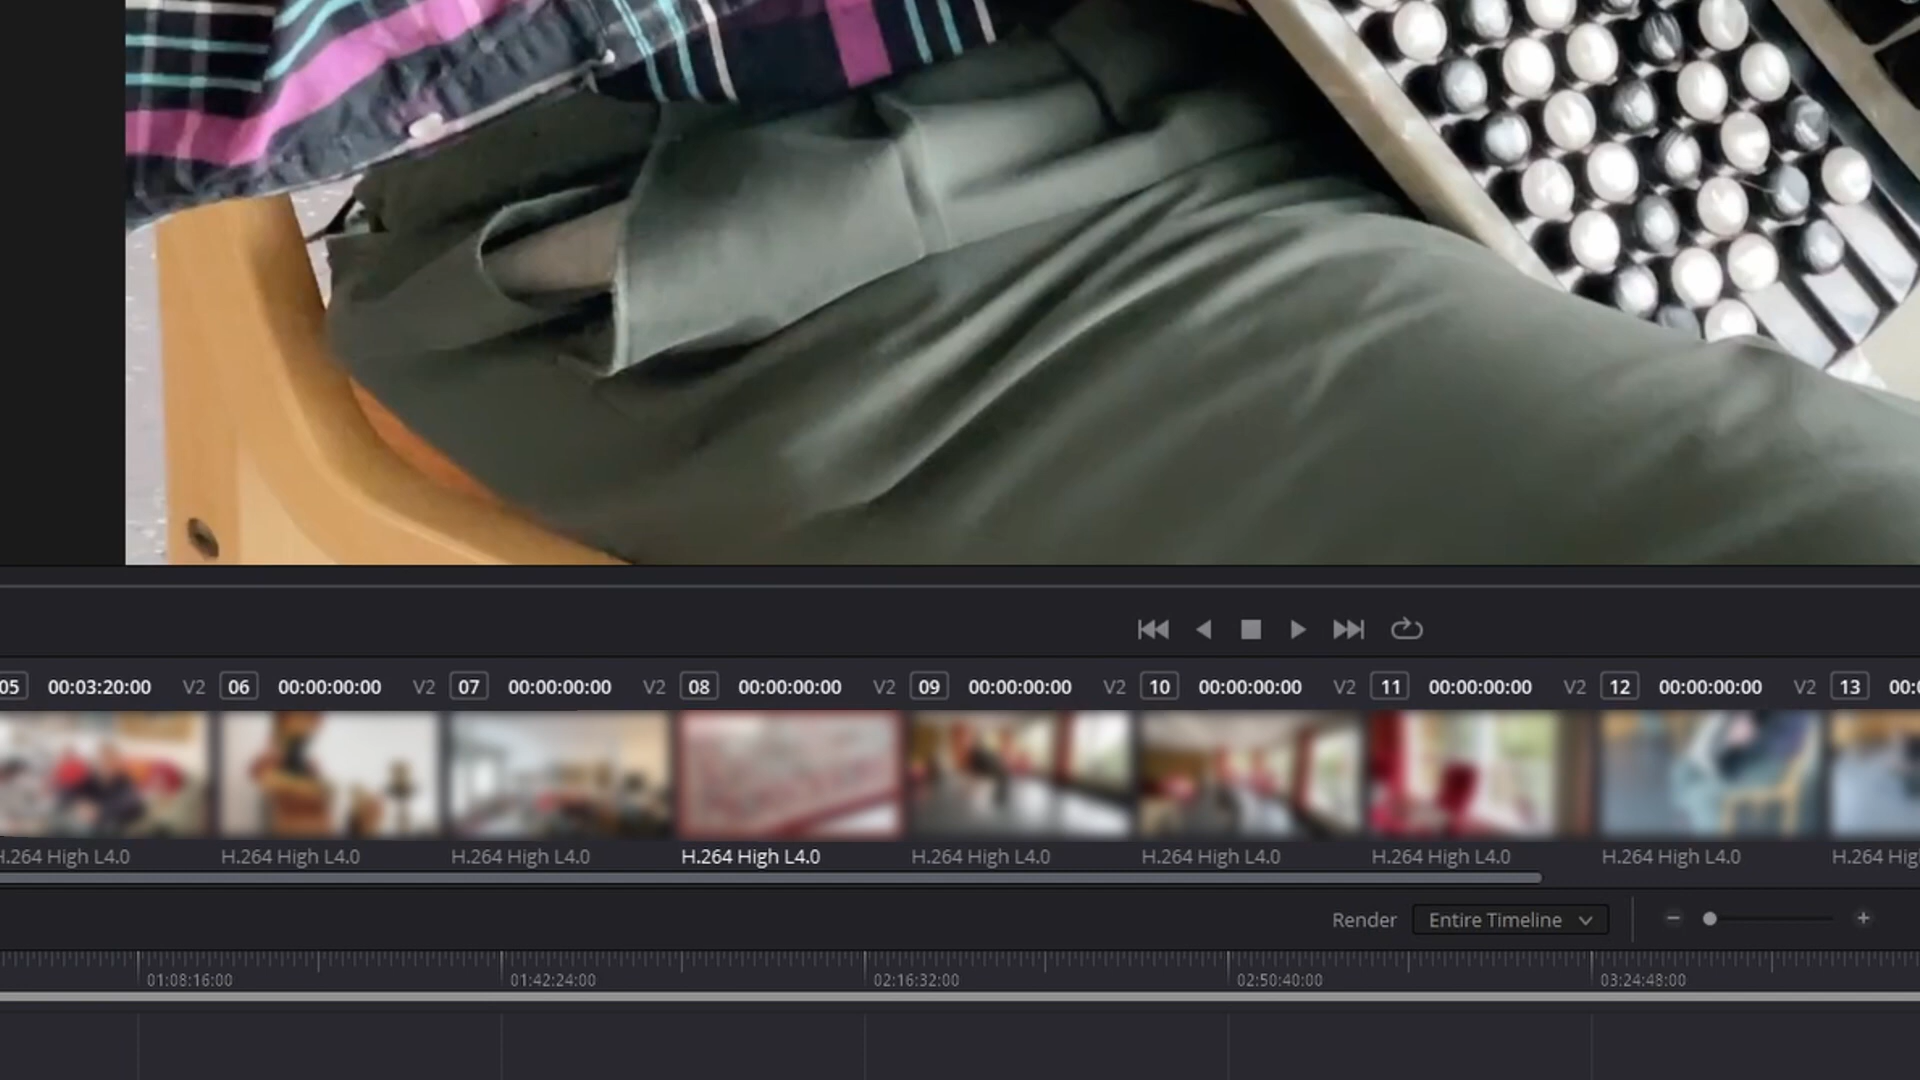 05 00:03:20:00 V2 06 00:00:00:00 V2 07 00:00:00:00 V2 08 00:00:00:00 V2 09 00:00:00:00 V2 10 00:00:00:00 V2 11 00:00:00:00 V2 12 00:00:00:00 V2 13 00:
H.264 High L4.0 H.264 High L4.0 H.264 High L4.0 H.264 High L4.0 H.264 High L4.0 H.264 High L4.0 H.264 High L4.0 H.264 High L4.0 H.264 Hig
Render Entire Timeline
01:08:16:00 01:42:24:00 02:16:32:00 02:50:40:00 03:24:48:00